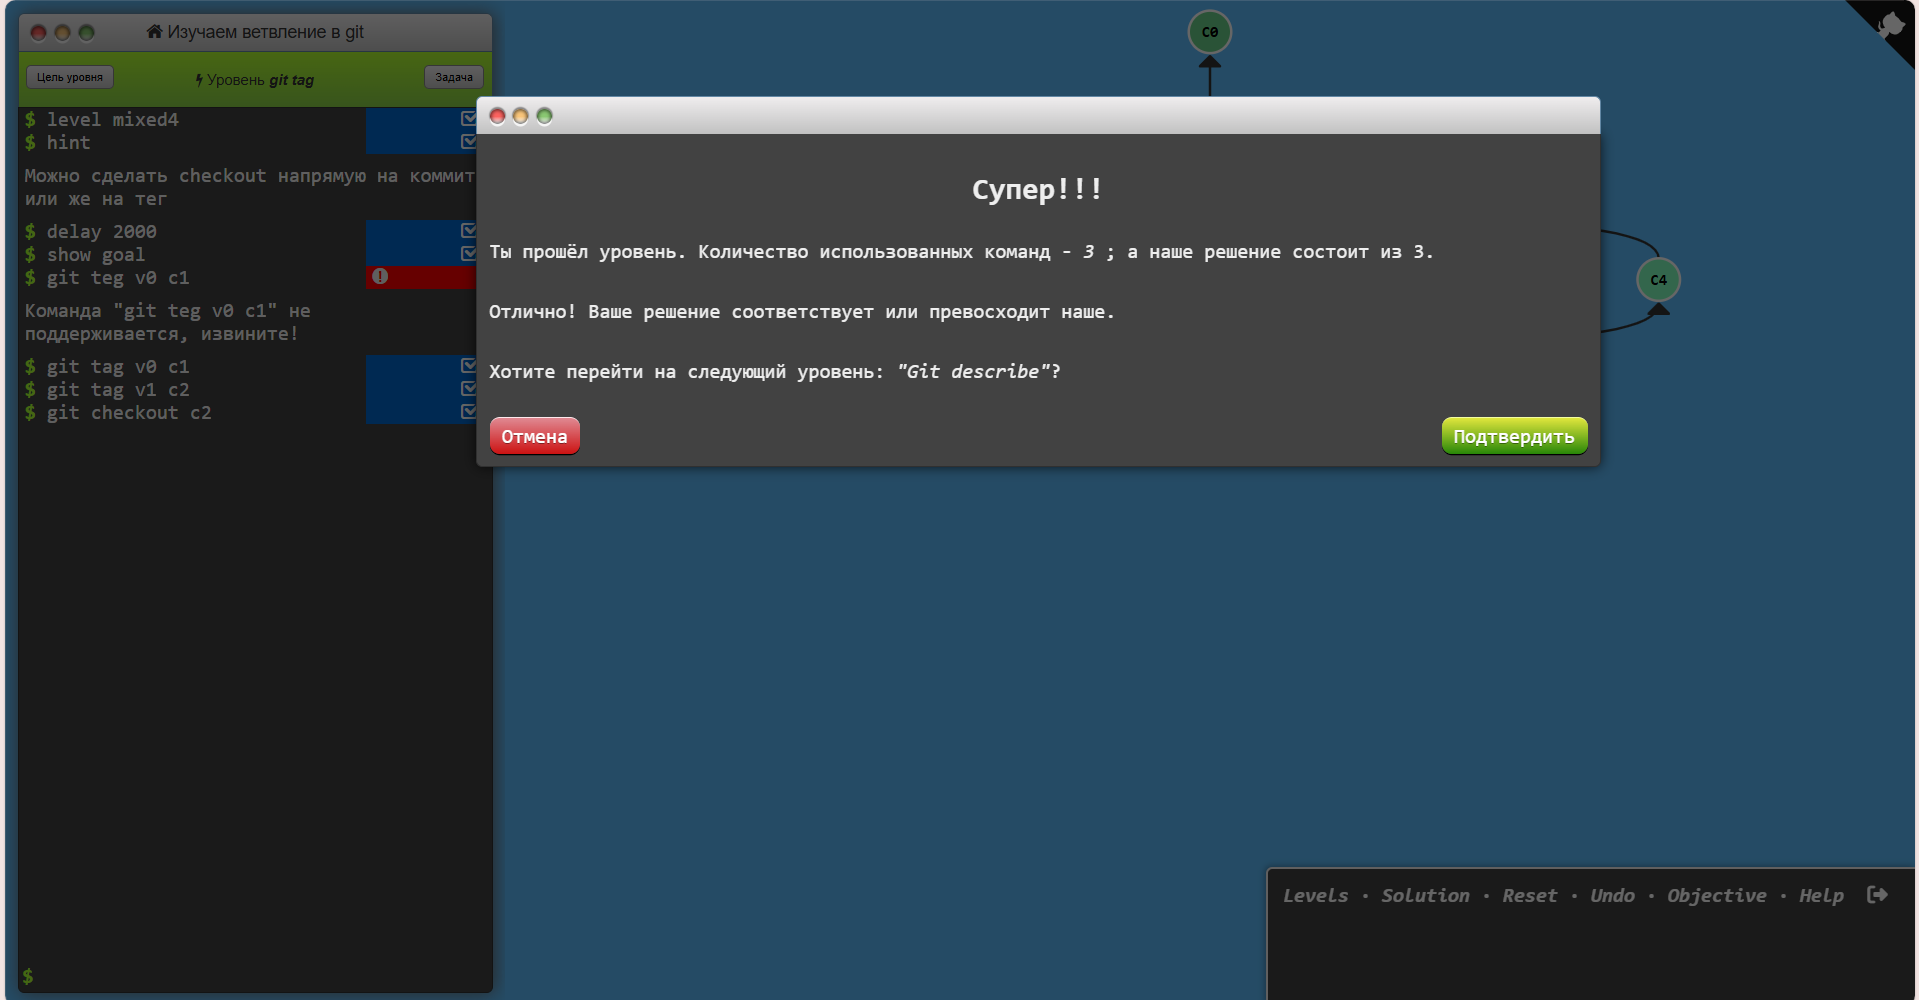 Изучаем ветвление в git
Цель уровня
Уровень git tag
Задача
$ level mixed4
$ hint
Можно сделать checkout напрямую на коммит
или же на тег
$ delay 2000
$ show goal
$ git teg v0 c1
Команда "git teg v0 c1" не
поддерживается, извините!
$ git tag v0 c1
$ git tag v1 c2
$ git checkout c2
$
C0
Супер!!!
Ты прошёл уровень. Количество использованных команд - 3 ; а наше решение состоит из 3.
Отлично! Ваше решение соответствует или превосходит наше.
Хотите перейти на следующий уровень: "Git describe"?
Отмена
Подтвердить
C4
Levels · Solution · Reset · Undo · Objective · Help